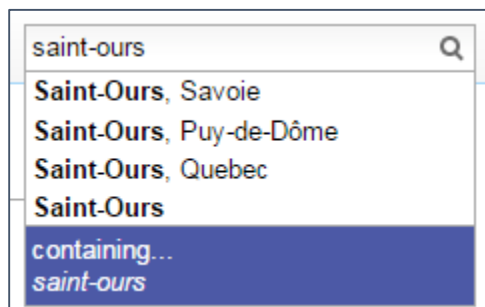 saint-ours
Saint-Ours, Savoie
Saint-Ours, Puy-de-Dôme
Saint-Ours, Quebec
Saint-Ours
containing...
saint-ours